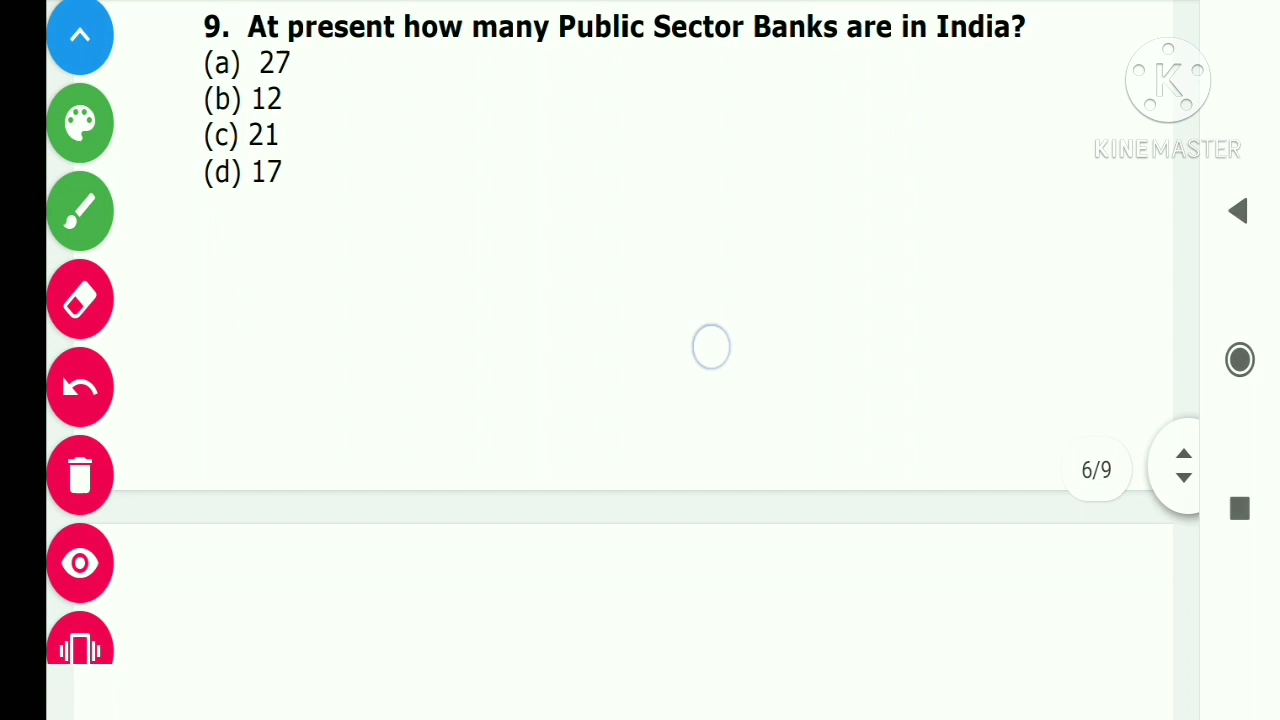 9. At present how many Public Sector Banks are in India?
(a) 27
(b) 12
(c) 21
(d) 17
K
KINEMASTER
6/9